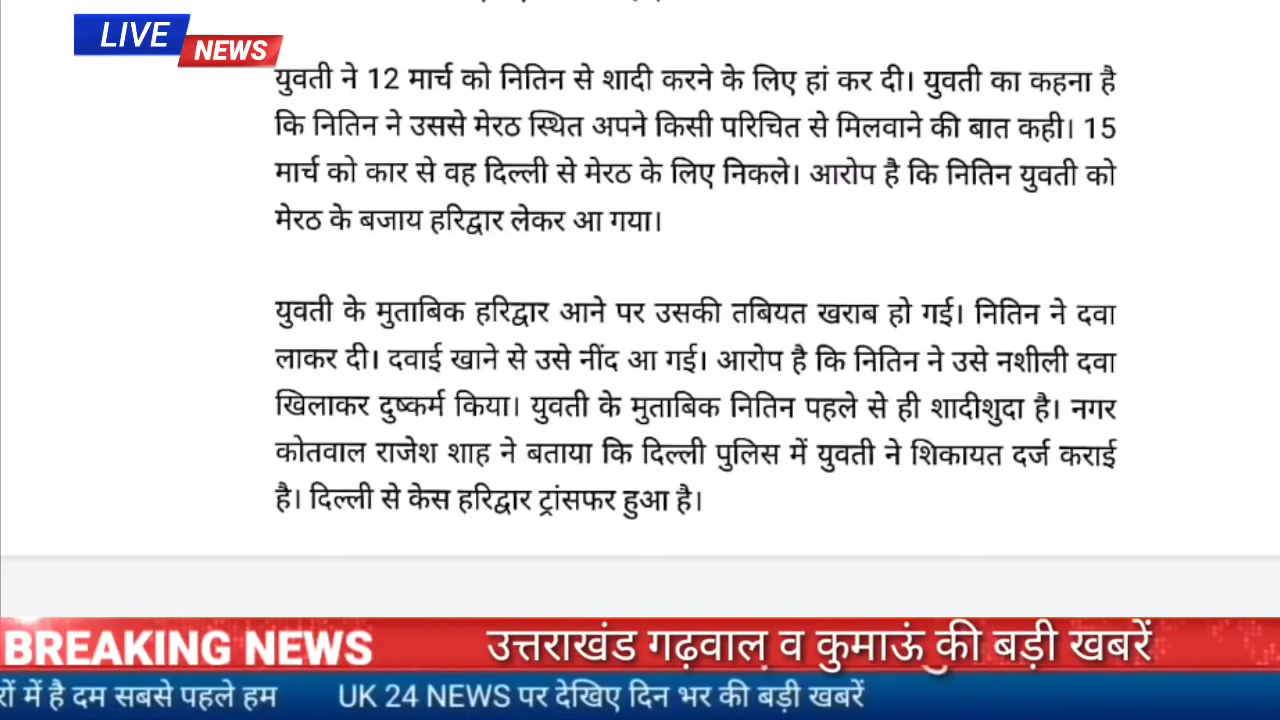 LIVE
NEWS
युवती ने 12 मार्च को नितिन से शादी करने के लिए हां कर दी। युवती का कहना है
कि नितिन ने उससे मेरठ स्थित अपने किसी परिचित से मिलवाने की बात कही। 15
मार्च को कार से वह दिल्ली से मेरठ के लिए निकले। आरोप है कि नितिन युवती को
मेरठ के बजाय हरिद्वार लेकर आ गया।
युवती के मुताबिक हरिद्वार आने पर उसकी तबियत खराब हो गई। नितिन ने दवा
लाकर दी। दवाई खाने से उसे नींद आ गई। आरोप है कि नितिन ने उसे नशीली दवा
खिलाकर दुष्कर्म किया। युवती के मुताबिक नितिन पहले से ही शादीशुदा है। नगर
कोतवाल राजेश शाह ने बताया कि दिल्ली पुलिस में युवती ने शिकायत दर्ज कराई
है। दिल्ली से केस हरिद्वार ट्रांसफर हुआ है।
BREAKING NEWS
उत्तराखंड गढ़वाल व कुमाऊं की बड़ी खबरें
में है दम सबसे पहले हम UK 24 NEWS पर देखिए दिन भर की बड़ी खबरें